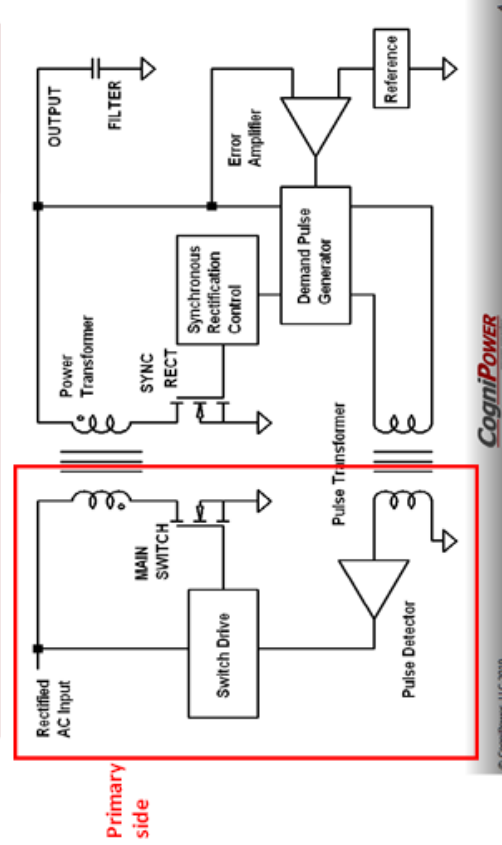 Primary
side
Rectified
AC Input
MAIN
SWITCH
Switch Drive
Pulse Detector
Pulse Transformer
Power
Transformer
SYNC
RECT
Synchronous
Rectification
Control
Demand Pulse
Generator
OUTPUT
FILTER
Error
Amplifier
Reference
CogniPower